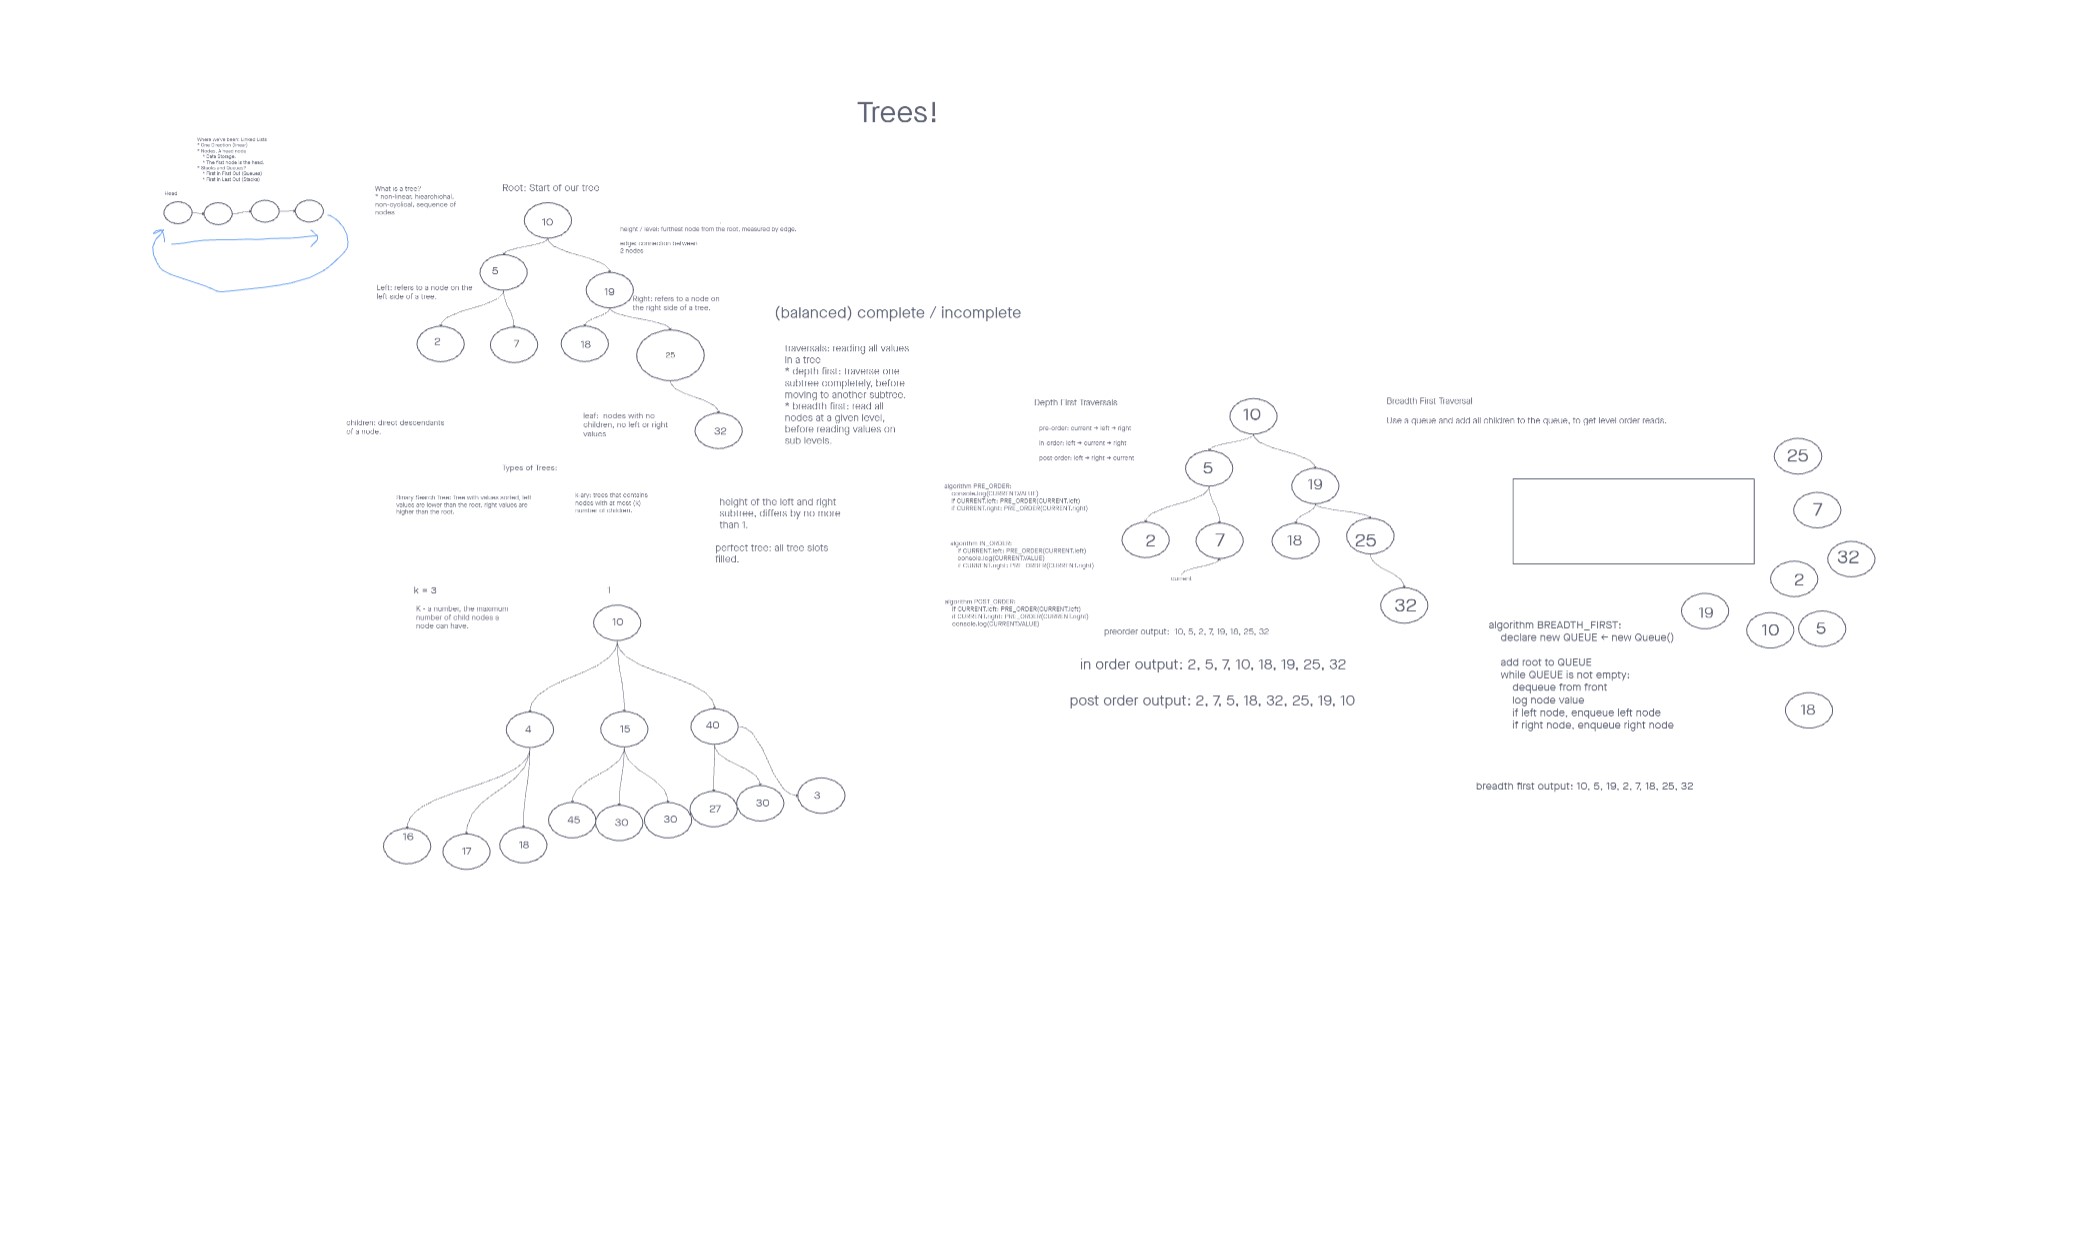 Trees!
Where we've been: Linked Lists
* One Direction (linear)
* Nodes, A head node
* Data Storage.
* The first node is the head.
* Stacks and Queues*
* First in First Out (Queues)
* First in Last Out (Stacks)
Head
What is a tree?
* non-linear, hiearchichal,
non-cyclical, sequence of
nodes
Root: Start of our tree
10
height / level: furthest node from the root, measured by edge.
edge: connection between
2 nodes
5
19
Left: refers to a node on the
left side of a tree.
Right: refers to a node on
the right side of a tree.
2
7
18
25
32
children: direct descendants
of a node.
leaf: nodes with no
children, no left or right
values
(balanced) complete / incomplete
traversals: reading all values
in a tree
* depth first: traverse one
subtree completely, before
moving to another subtree.
* breadth first: read all
nodes at a given level,
before reading values on
sub levels.
Types of Trees:
Binary Search Tree: Tree with values sorted, left
values are lower than the root, right values are
higher than the root.
K ary: trees that contains
nodes with at most (k)
number of children.
height of the left and right
subtree, differs by no more
than 1.
perfect tree: all tree slots
filled.
k = 3
K - a number, the maximum
number of child nodes a
node can have.
1
10
4
15
40
16
17
18
45
30
30
27
30
3
Depth First Traversals
pre-order: current → left → right
in-order: left → current → right
post order: left → right → current
algorithm PRE_ORDER:
console.log(CURRENT.VALUE)
if CURRENT.left: PRE_ORDER(CURRENT.left)
if CURRENT.right: PRE_ORDER(CURRENT.right)
algorithm IN_ORDER:
if CURRENT.left: PRE_ORDER(CURRENT.left)
console.log(CURRENT.VALUE)
if CURRENT.right: PRE_ORDER(CURRENT.right)
algorithm POST_ORDER:
if CURRENT.left: PRE_ORDER(CURRENT.left)
if CURRENT.right: PRE_ORDER(CURRENT.right)
console.log(CURRENT.VALUE)
10
5
19
2
7
18
25
current
32
preorder output: 10, 5, 2, 7, 19, 18, 25, 32
in order output: 2, 5, 7, 10, 18, 19, 25, 32
post order output: 2, 7, 5, 18, 32, 25, 19, 10
Breadth First Traversal
Use a queue and add all children to the queue, to get level order reads.
25
7
32
2
19
10
5
18
algorithm BREADTH_FIRST:
declare new QUEUE ← new Queue()
add root to QUEUE
while QUEUE is not empty:
dequeue from front
log node value
if left node, enqueue left node
if right node, enqueue right node
breadth first output: 10, 5, 19, 2, 7, 18, 25, 32